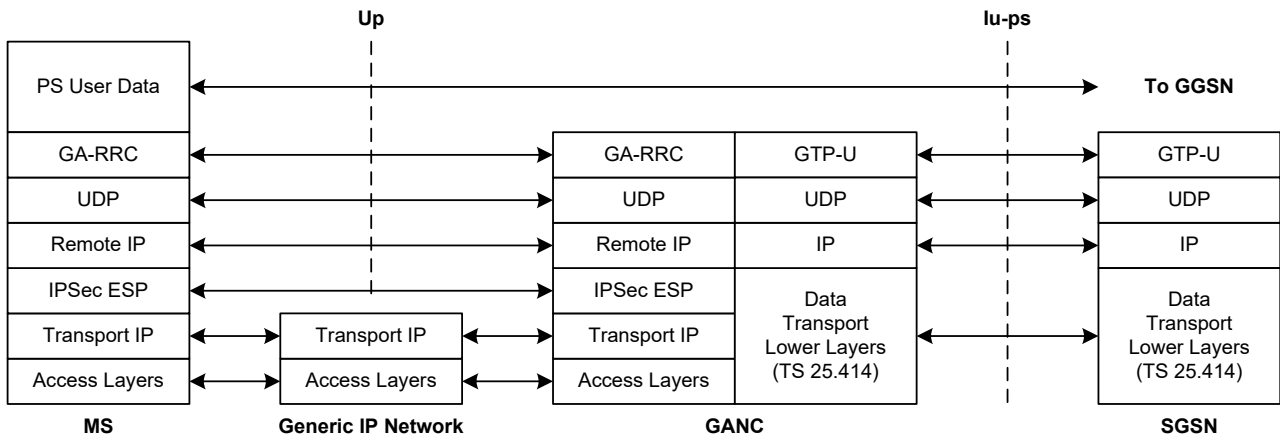 Up
Iu-ps
PS User Data
To GGSN
GA-RRC
GA-RRC
GTP-U
GTP-U
UDP
UDP
UDP
UDP
Remote IP
Remote IP
IP
IP
IPSec ESP
IPSec ESP
Data
Transport
Lower Layers
(TS 25.414)
Data
Transport
Lower Layers
(TS 25.414)
Transport IP
Transport IP
Transport IP
Access Layers
Access Layers
Access Layers
MS
Generic IP Network
GANC
SGSN